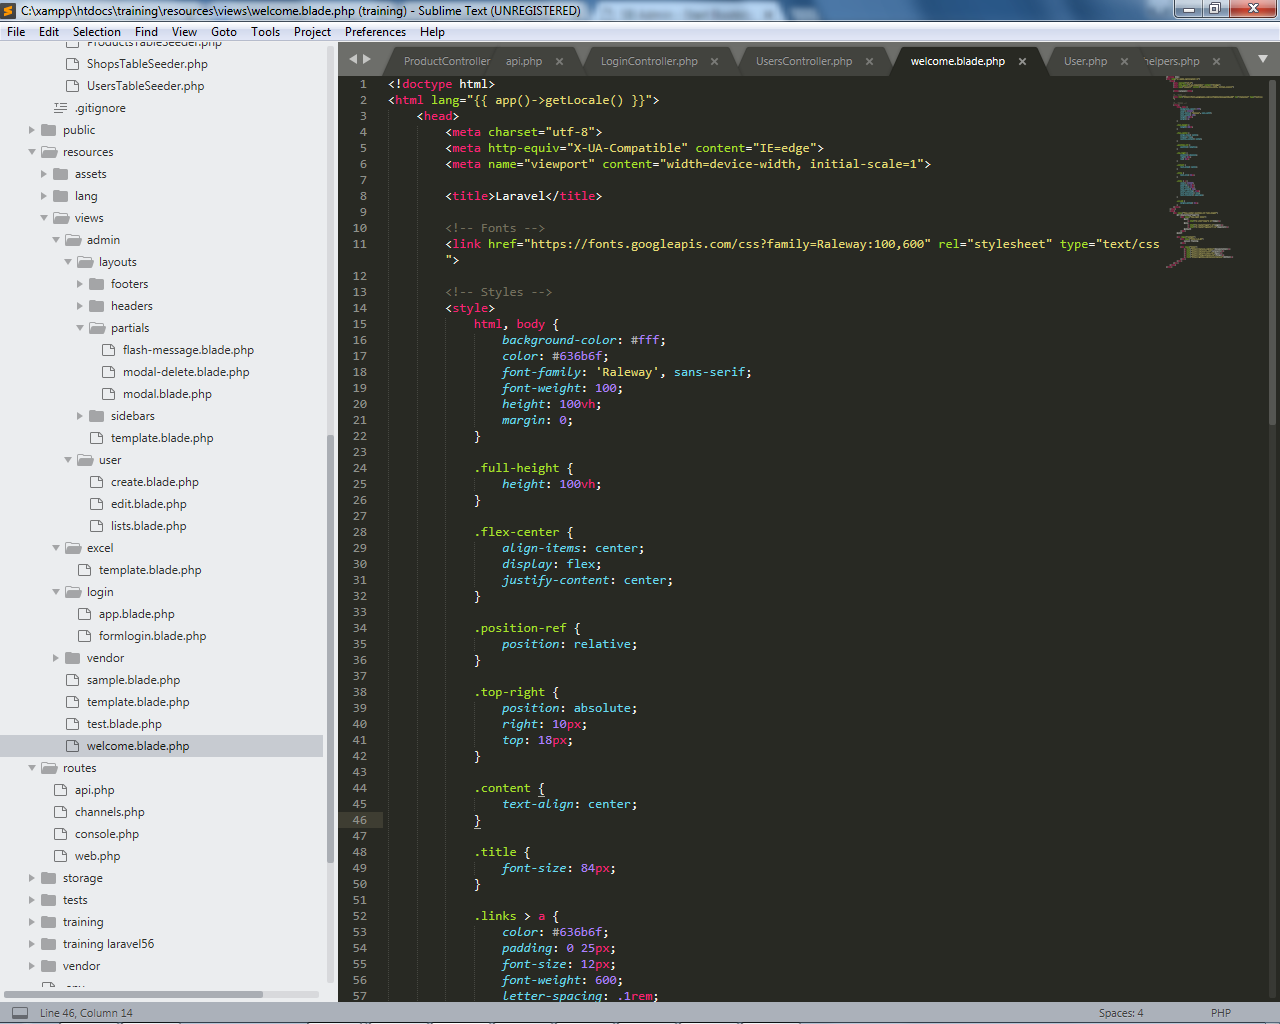 C:\xampp\htdocs\training\resources\views\welcome.blade.php (training) - Sublime Text (UNREGISTERED)
File Edit Selection Find View Goto Tools Project Preferences Help
ProductsTableSeeder.php
ShopsTableSeeder.php
UsersTableSeeder.php
.gitignore
public
resources
assets
lang
views
admin
layouts
footers
headers
partials
flash-message.blade.php
modal-delete.blade.php
modal.blade.php
sidebars
template.blade.php
user
create.blade.php
edit.blade.php
lists.blade.php
excel
template.blade.php
login
app.blade.php
formlogin.blade.php
vendor
sample.blade.php
template.blade.php
test.blade.php
welcome.blade.php
routes
api.php
channels.php
console.php
web.php
storage
tests
training
training laravel56
vendor
.env
ProductController api.php LoginController.php UsersController.php welcome.blade.php User.php helpers.php
1 <!doctype html>
2 <html lang="{{ app()->getLocale() }}">
3 <head>
4 <meta charset="utf-8">
5 <meta http-equiv="X-UA-Compatible" content="IE=edge">
6 <meta name="viewport" content="width=device-width, initial-scale=1">
7
8 <title>Laravel</title>
9
10 <!-- Fonts -->
11 <link href="https://fonts.googleapis.com/css?family=Raleway:100,600" rel="stylesheet" type="text/css
">
12
13 <!-- Styles -->
14 <style>
15 html, body {
16 background-color: #fff;
17 color: #636b6f;
18 font-family: 'Raleway', sans-serif;
19 font-weight: 100;
20 height: 100vh;
21 margin: 0;
22 }
23
24 .full-height {
25 height: 100vh;
26 }
27
28 .flex-center {
29 align-items: center;
30 display: flex;
31 justify-content: center;
32 }
33
34 .position-ref {
35 position: relative;
36 }
37
38 .top-right {
39 position: absolute;
40 right: 10px;
41 top: 18px;
42 }
43
44 .content {
45 text-align: center;
46 }
47
48 .title {
49 font-size: 84px;
50 }
51
52 .links > a {
53 color: #636b6f;
54 padding: 0 25px;
55 font-size: 12px;
56 font-weight: 600;
57 letter-spacing: .1rem;
Line 46, Column 14 Spaces: 4 PHP